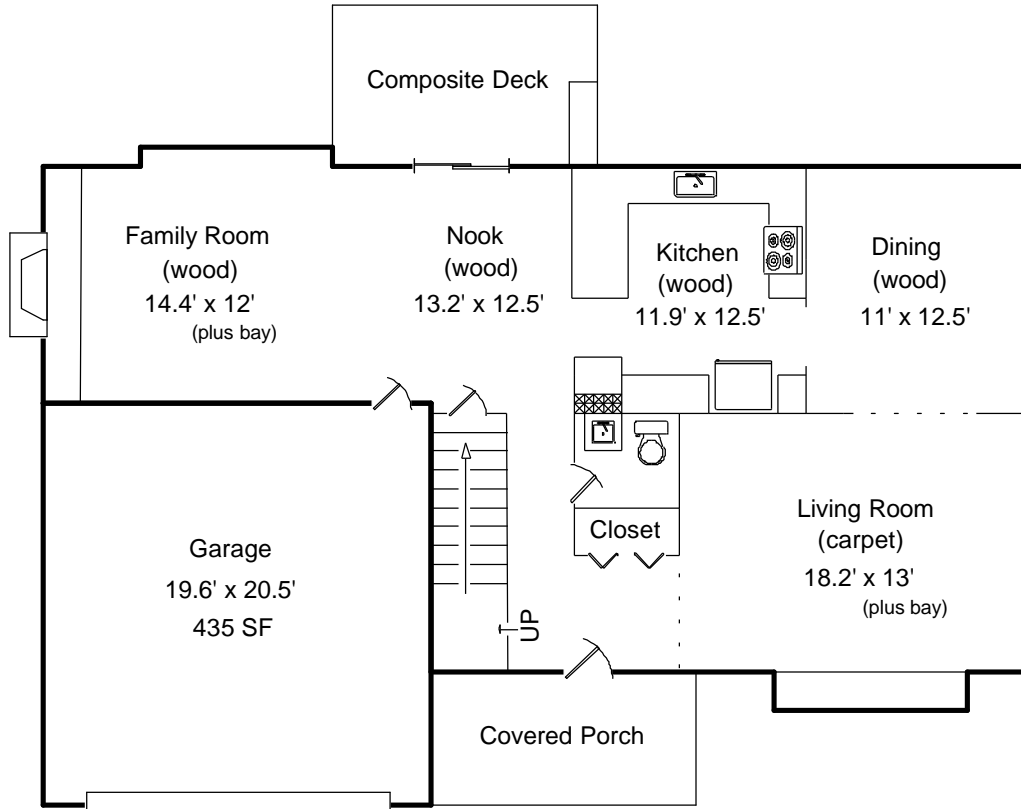 Composite Deck
Family Room
(wood)
14.4' x 12'
(plus bay)
Nook
(wood)
13.2' x 12.5'
Kitchen
(wood)
11.9' x 12.5'
Dining
(wood)
11' x 12.5'
Garage
19.6' x 20.5'
435 SF
UP
Closet
Living Room
(carpet)
18.2' x 13'
(plus bay)
Covered Porch